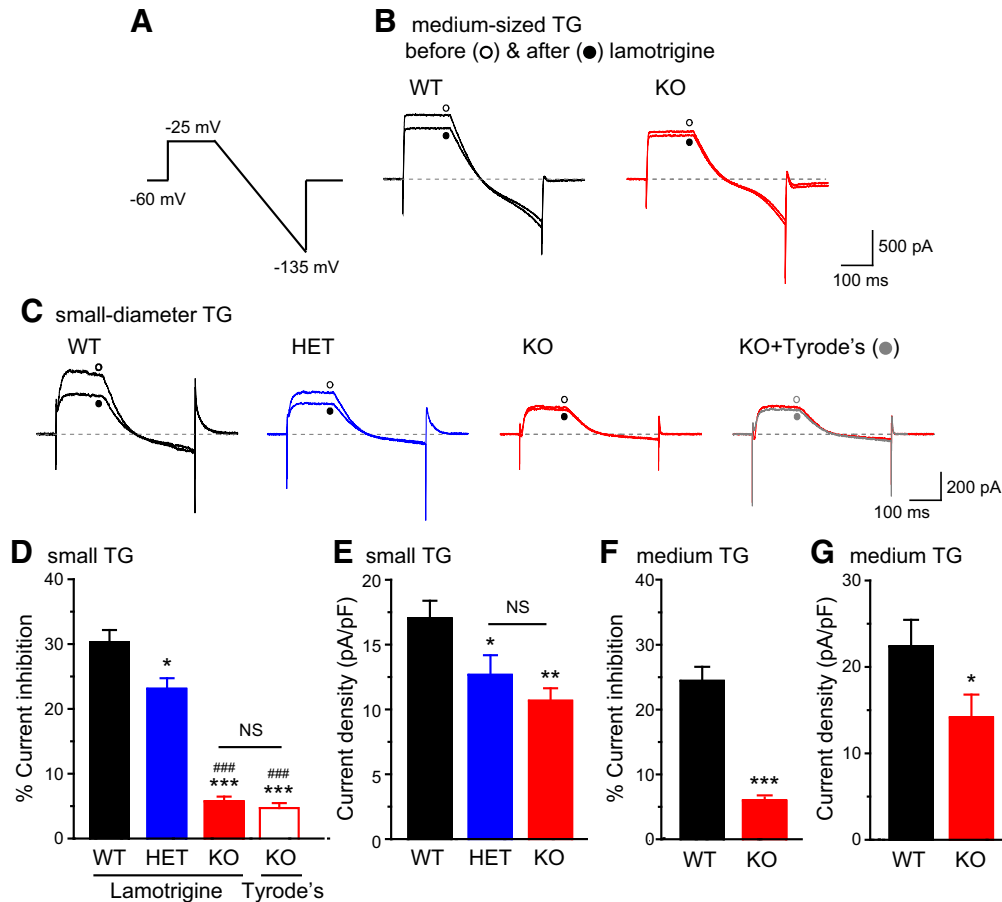 A
-25 mV
-60 mV
-135 mV
B medium-sized TG
before (○) & after (●) lamotrigine
WT
KO
500 pA
100 ms
C small-diameter TG
WT
HET
KO
KO+Tyrode's (●)
200 pA
100 ms
D small TG
% Current inhibition
40
30
20
10
0
*
###
***
NS
###
***
WT HET KO KO
Lamotrigine Tyrode's
E small TG
Current density (pA/pF)
20
15
10
5
0
*
NS
**
WT HET KO
F medium TG
% Current inhibition
40
30
20
10
0
***
WT KO
G medium TG
Current density (pA/pF)
30
20
10
0
*
WT KO